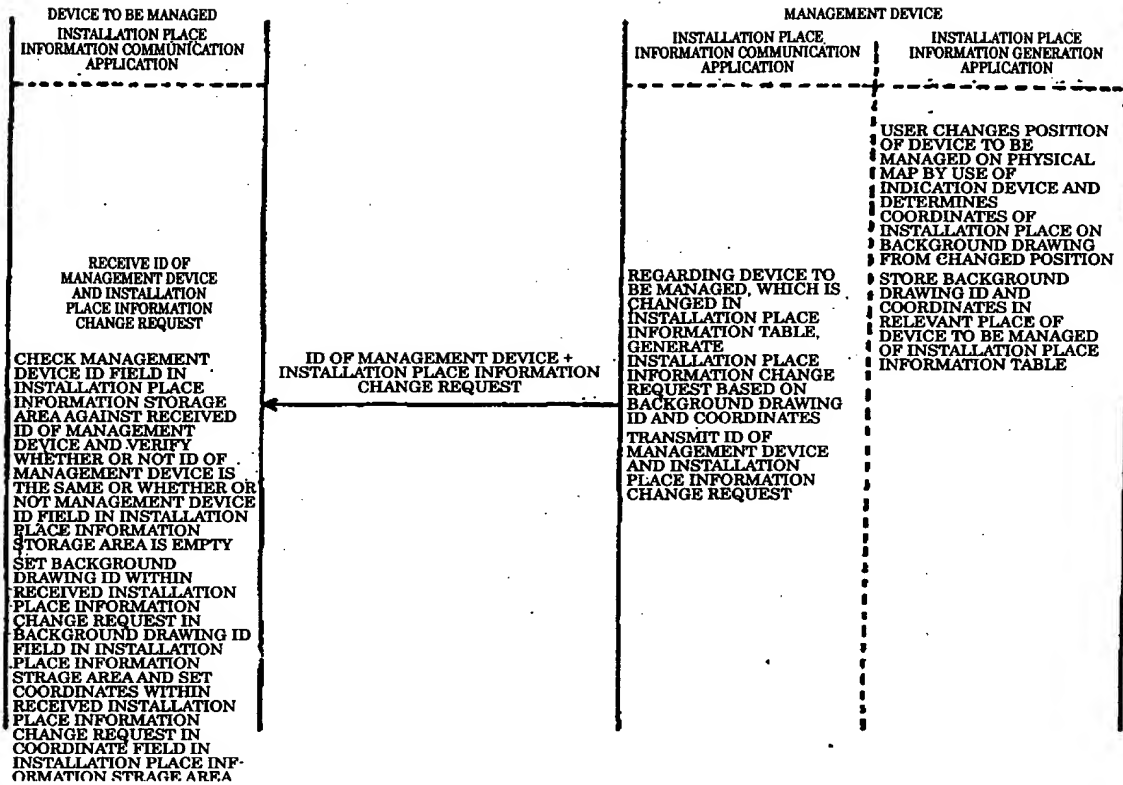 DEVICE TO BE MANAGED
INSTALLATION PLACE
INFORMATION COMMUNICATION
APPLICATION
MANAGEMENT DEVICE
INSTALLATION PLACE
INFORMATION COMMUNICATION
APPLICATION
INSTALLATION PLACE
INFORMATION GENERATION
APPLICATION
USER CHANGES POSITION
OF DEVICE TO BE
MANAGED ON PHYSICAL
MAP BY USE OF
INDICATION DEVICE AND
DETERMINES
COORDINATES OF
INSTALLATION PLACE ON
BACKGROUND DRAWING
FROM CHANGED POSITION
STORE BACKGROUND
DRAWING ID AND
COORDINATES IN
RELEVANT PLACE OF
DEVICE TO BE MANAGED
OF INSTALLATION PLACE
INFORMATION TABLE
REGARDING DEVICE TO
BE MANAGED, WHICH IS
CHANGED IN
INSTALLATION PLACE
INFORMATION TABLE,
GENERATE
INSTALLATION PLACE
INFORMATION CHANGE
REQUEST BASED ON
BACKGROUND DRAWING
ID AND COORDINATES
TRANSMIT ID OF
MANAGEMENT DEVICE
AND INSTALLATION
PLACE INFORMATION
CHANGE REQUEST
ID OF MANAGEMENT DEVICE +
INSTALLATION PLACE INFORMATION
CHANGE REQUEST
RECEIVE ID OF
MANAGEMENT DEVICE
AND INSTALLATION
PLACE INFORMATION
CHANGE REQUEST
CHECK MANAGEMENT
DEVICE ID FIELD IN
INSTALLATION PLACE
INFORMATION STORAGE
AREA AGAINST RECEIVED
ID OF MANAGEMENT
DEVICE AND VERIFY
WHETHER OR NOT ID OF
MANAGEMENT DEVICE IS
THE SAME OR WHETHER OR
NOT MANAGEMENT DEVICE
ID FIELD IN INSTALLATION
PLACE INFORMATION
STORAGE AREA IS EMPTY
SET BACKGROUND
DRAWING ID WITHIN
RECEIVED INSTALLATION
PLACE INFORMATION
CHANGE REQUEST IN
BACKGROUND DRAWING ID
FIELD IN INSTALLATION
PLACE INFORMATION
STRAGE AREA AND SET
COORDINATES WITHIN
RECEIVED INSTALLATION
PLACE INFORMATION
CHANGE REQUEST IN
COORDINATE FIELD IN
INSTALLATION PLACE INF-
ORMATION STRAGE AREA